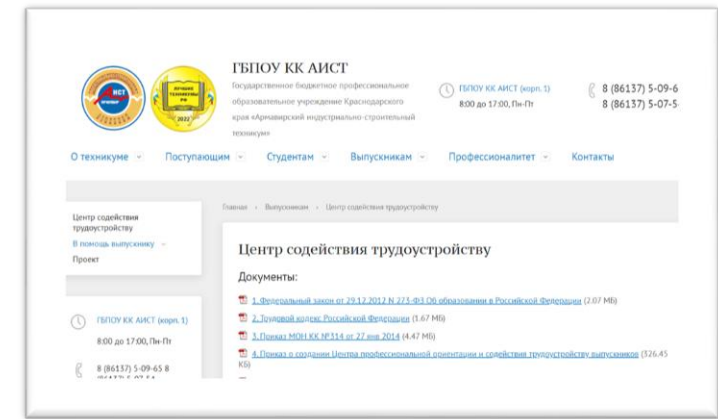 ГБПОУ КК АИСТ
Государственное бюджетное профессиональное
образовательное учреждение Краснодарского
края «Армавирский индустриально-строительный
техникум»
ГБПОУ КК АИСТ (корп. 1)
8:00 до 17:00, Пн-Пт
8 (86137) 5-09-6
8 (86137) 5-07-5
АИСТ
ЛУЧШИЕ
ТЕХНИКУМЫ
РФ
2022
О техникуме
Поступающим
Студентам
Выпускникам
Профессионалитет
Контакты
Главная
Выпускникам
Центр содействия трудоустройству
Центр содействия
трудоустройству
В помощь выпускнику
Проект
ГБПОУ КК АИСТ (корп. 1)
8:00 до 17:00, Пн-Пт
8 (86137) 5-09-65 8
Центр содействия трудоустройству
Документы:
1. Федеральный закон от 29.12.2012 N 273-ФЗ Об образовании в Российской Федерации (2.07 МБ)
2. Трудовой кодекс Российской Федерации (1.67 МБ)
3. Приказ МОН КК №314 от 27 янв 2014 (4.47 МБ)
4. Приказ о создании Центра профессиональной ориентации и содействия трудоустройству выпускников (326.45
КБ)